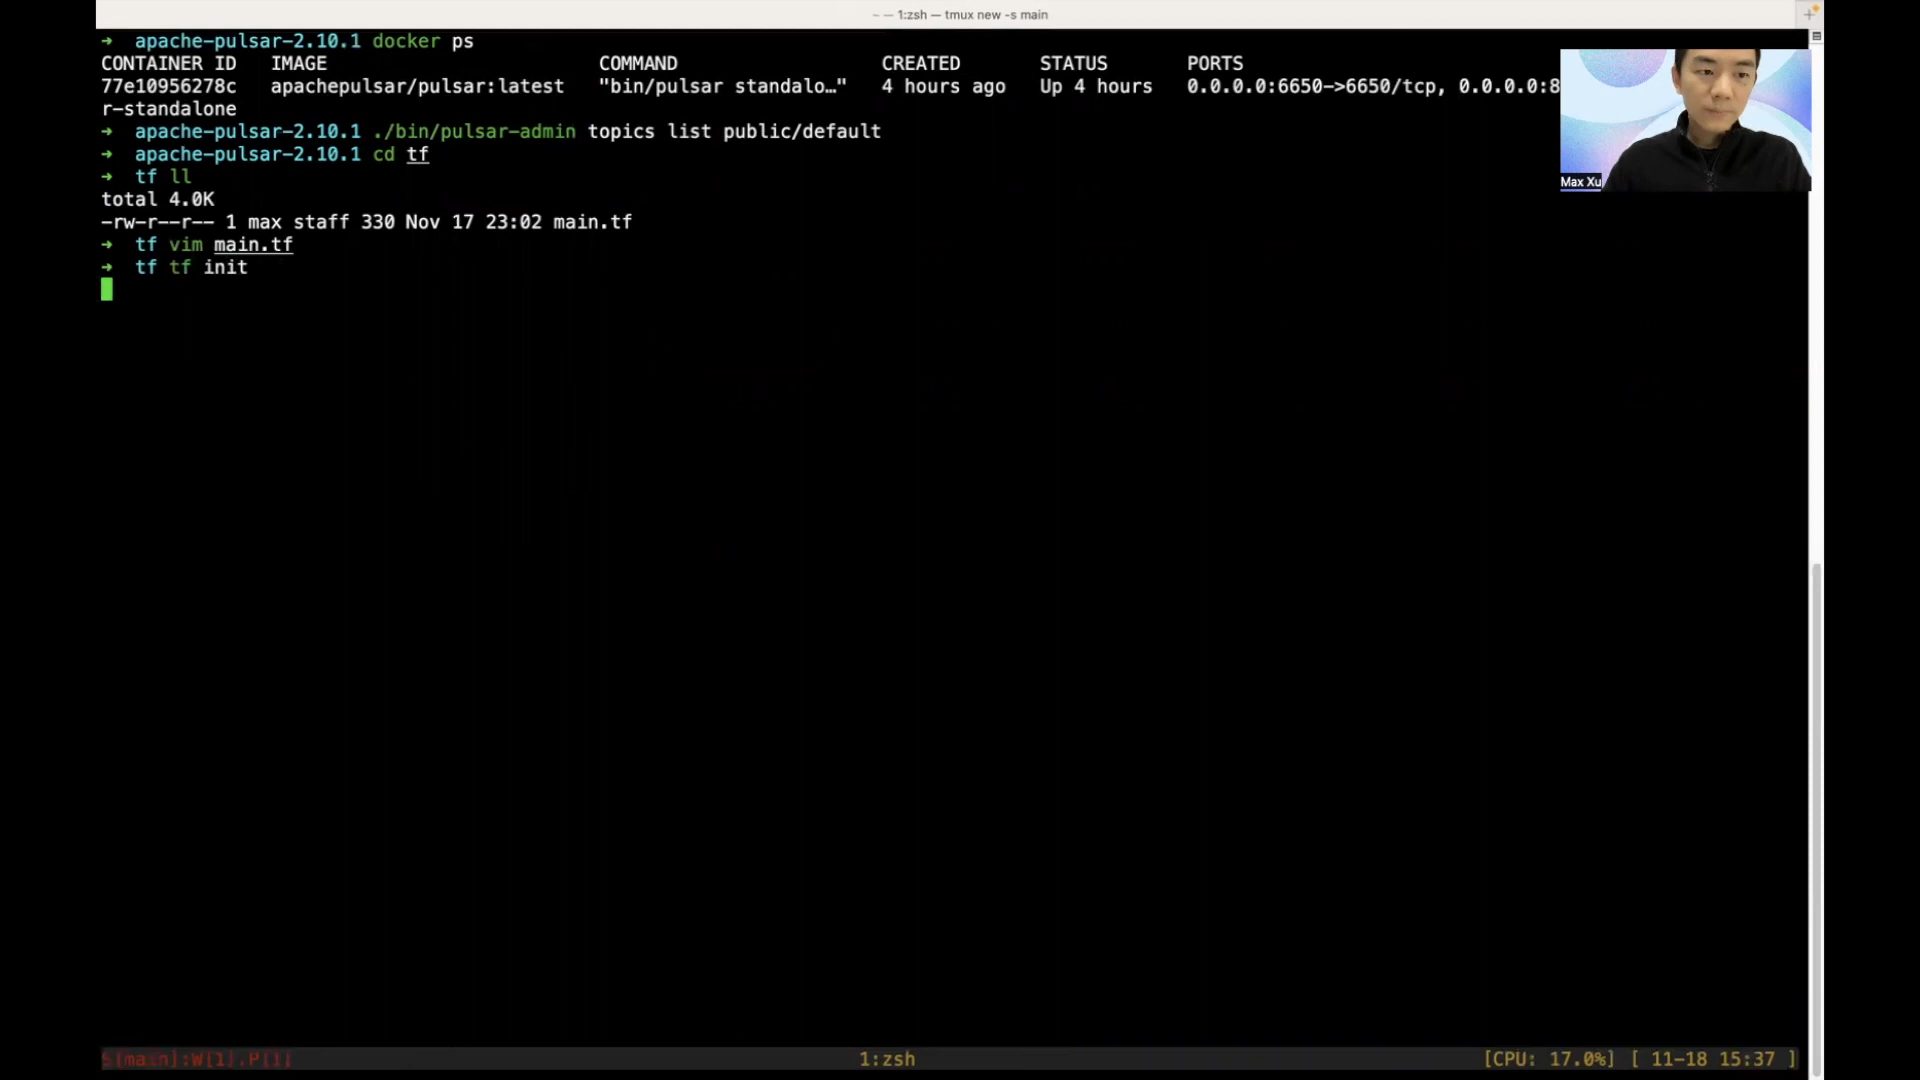 ~ — 1:zsh — tmux new -s main
➜ apache-pulsar-2.10.1 docker ps
CONTAINER ID IMAGE COMMAND CREATED STATUS PORTS
77e10956278c apachepulsar/pulsar:latest "bin/pulsar standalo…" 4 hours ago Up 4 hours 0.0.0.0:6650->6650/tcp, 0.0.0.0:8
r-standalone
➜ apache-pulsar-2.10.1 ./bin/pulsar-admin topics list public/default
➜ apache-pulsar-2.10.1 cd tf
➜ tf ll
total 4.0K
-rw-r--r-- 1 max staff 330 Nov 17 23:02 main.tf
➜ tf vim main.tf
➜ tf tf init
Max Xu
S[main]:W[1].P[1] 1:zsh [CPU: 17.0%] [ 11-18 15:37 ]